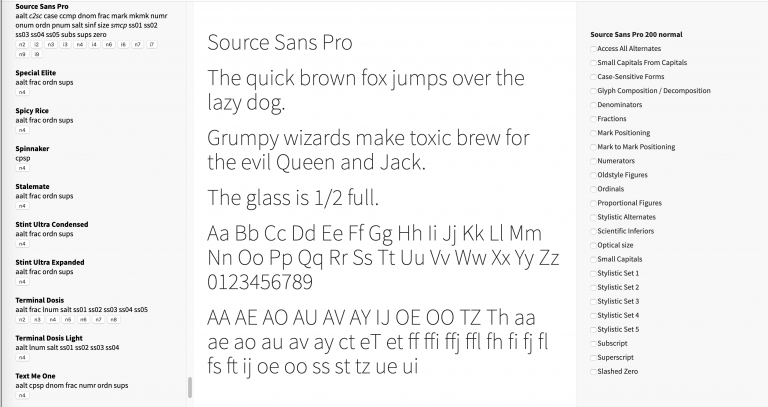 Source Sans Pro
aalt c2sc case ccmp dnom frac mark mkmk numr
onum ordn pnum salt sinf size smcp ss01 ss02
ss03 ss04 ss05 subs sups zero
n2 i2 n3 i3 n4 i4 n6 i6 n7 i7
n9 i9
Special Elite
aalt frac ordn sups
n4
Spicy Rice
aalt frac ordn sups
n4
Spinnaker
cpsp
n4
Stalemate
aalt frac ordn sups
n4
Stint Ultra Condensed
aalt frac ordn sups
n4
Stint Ultra Expanded
aalt frac ordn sups
n4
Terminal Dosis
aalt frac lnum salt ss01 ss02 ss03 ss04 ss05
n2 n3 n4 n5 n6 n7 n8
Terminal Dosis Light
aalt lnum salt ss01 ss02 ss03 ss04
n4
Text Me One
aalt cpsp dnom frac numr ordn sups
n4
Source Sans Pro
The quick brown fox jumps over the
lazy dog.
Grumpy wizards make toxic brew for
the evil Queen and Jack.
The glass is 1/2 full.
Aa Bb Cc Dd Ee Ff Gg Hh Ii Jj Kk Ll Mm
Nn Oo Pp Qq Rr Ss Tt Uu Vv Ww Xx Yy Zz
0123456789
AA AE AO AU AV AY IJ OE OO TZ Th aa
ae ao au av ay ct eT et ff ffi ffj ffl fh fi fj fl
fs ft ij oe oo ss st tz ue ui
Source Sans Pro 200 normal
Access All Alternates
Small Capitals From Capitals
Case-Sensitive Forms
Glyph Composition / Decomposition
Denominators
Fractions
Mark Positioning
Mark to Mark Positioning
Numerators
Oldstyle Figures
Ordinals
Proportional Figures
Stylistic Alternates
Scientific Inferiors
Optical size
Small Capitals
Stylistic Set 1
Stylistic Set 2
Stylistic Set 3
Stylistic Set 4
Stylistic Set 5
Subscript
Superscript
Slashed Zero